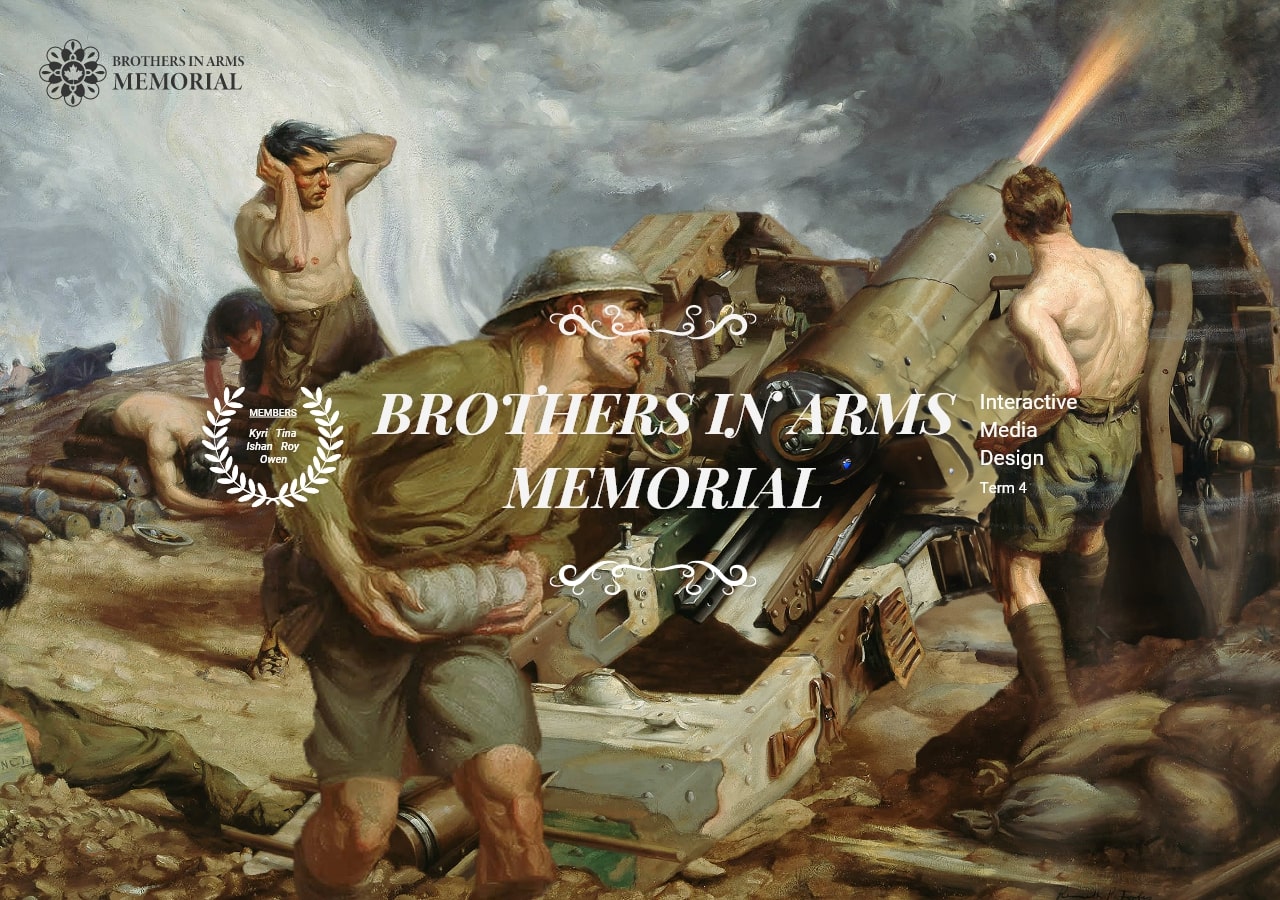 BROTHERS IN ARMS
MEMORIAL
MEMBERS
Kyri Tina
Ishan Roy
Owen
BROTHERS IN ARMS
MEMORIAL
Interactive
Media
Design
Term 4